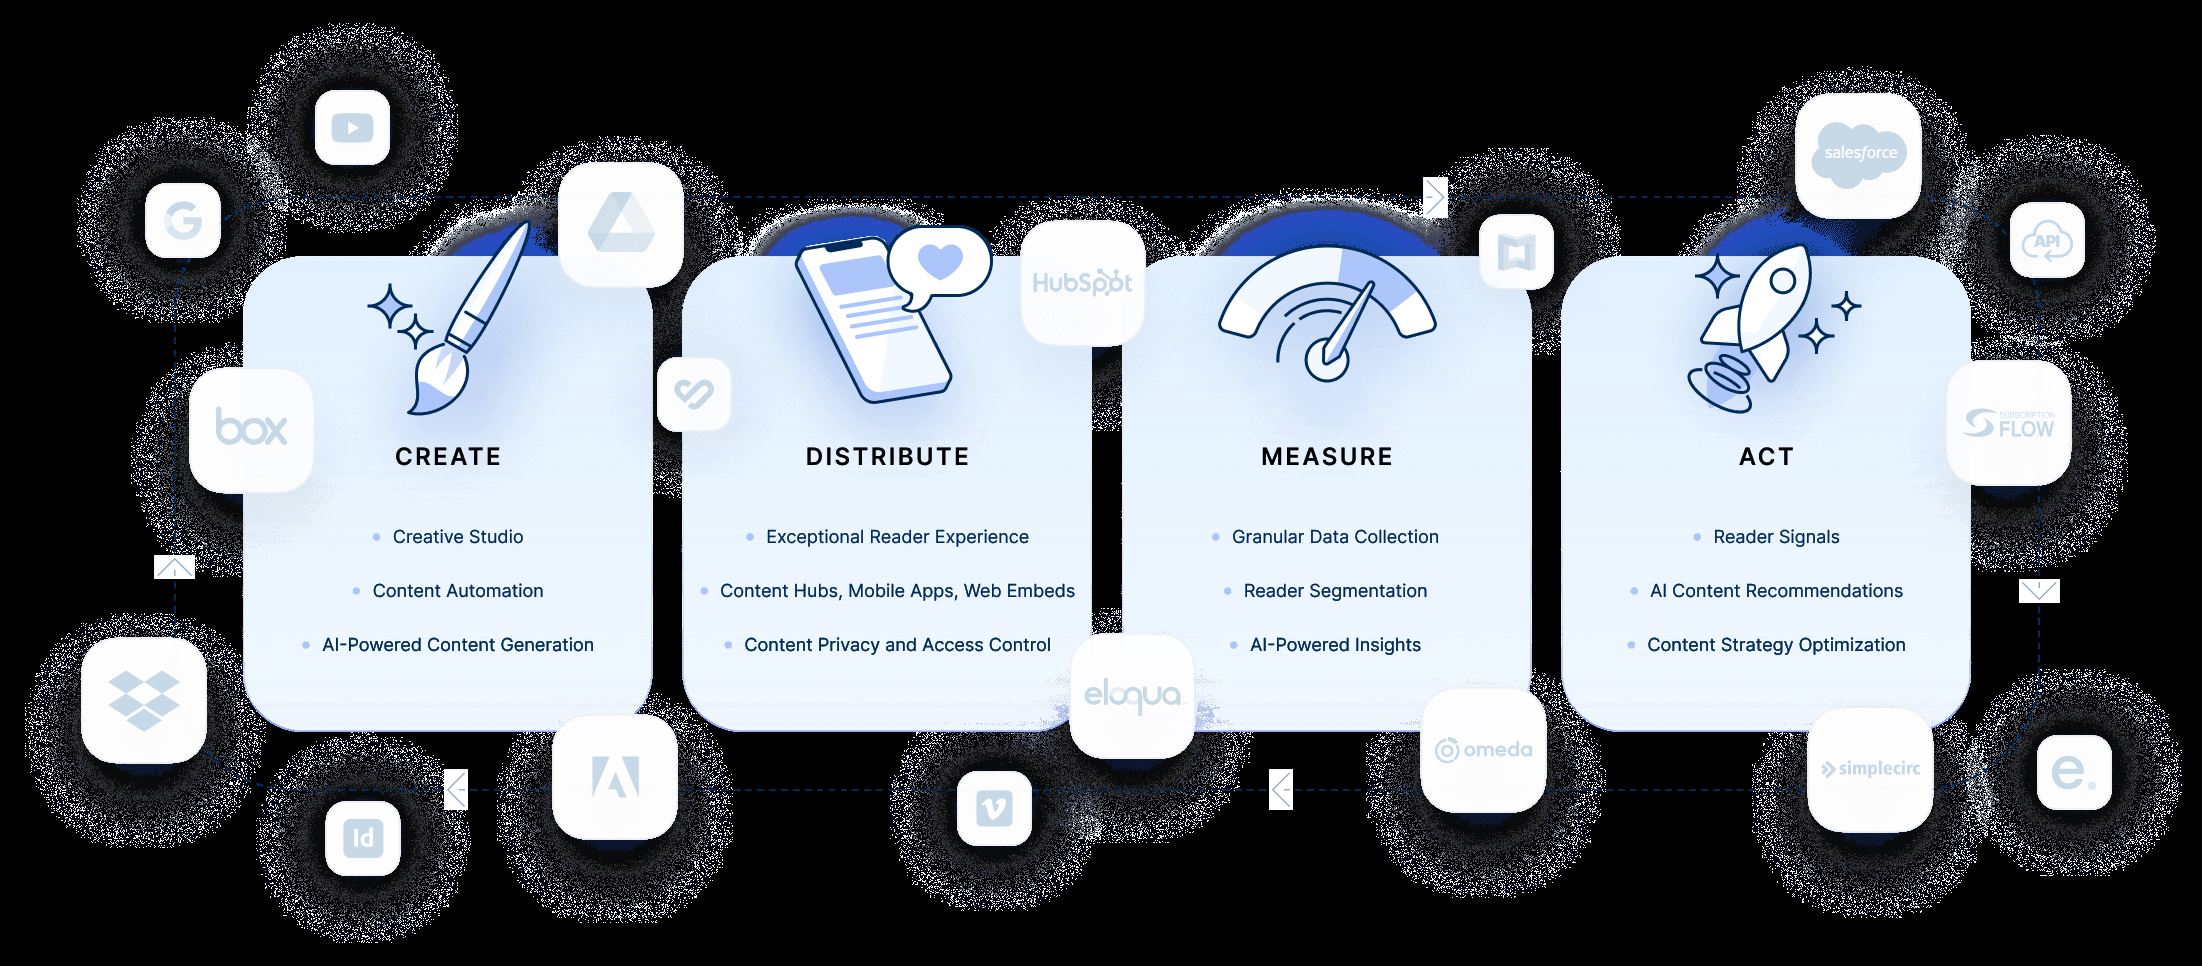 salesforce
API
HubSpot
box
SUBSCRIPTION
FLOW
CREATE
Creative Studio
Content Automation
AI-Powered Content Generation
DISTRIBUTE
Exceptional Reader Experience
Content Hubs, Mobile Apps, Web Embeds
Content Privacy and Access Control
MEASURE
Granular Data Collection
Reader Segmentation
AI-Powered Insights
ACT
Reader Signals
AI Content Recommendations
Content Strategy Optimization
eloqua
omeda
simplecirc
e.
Id